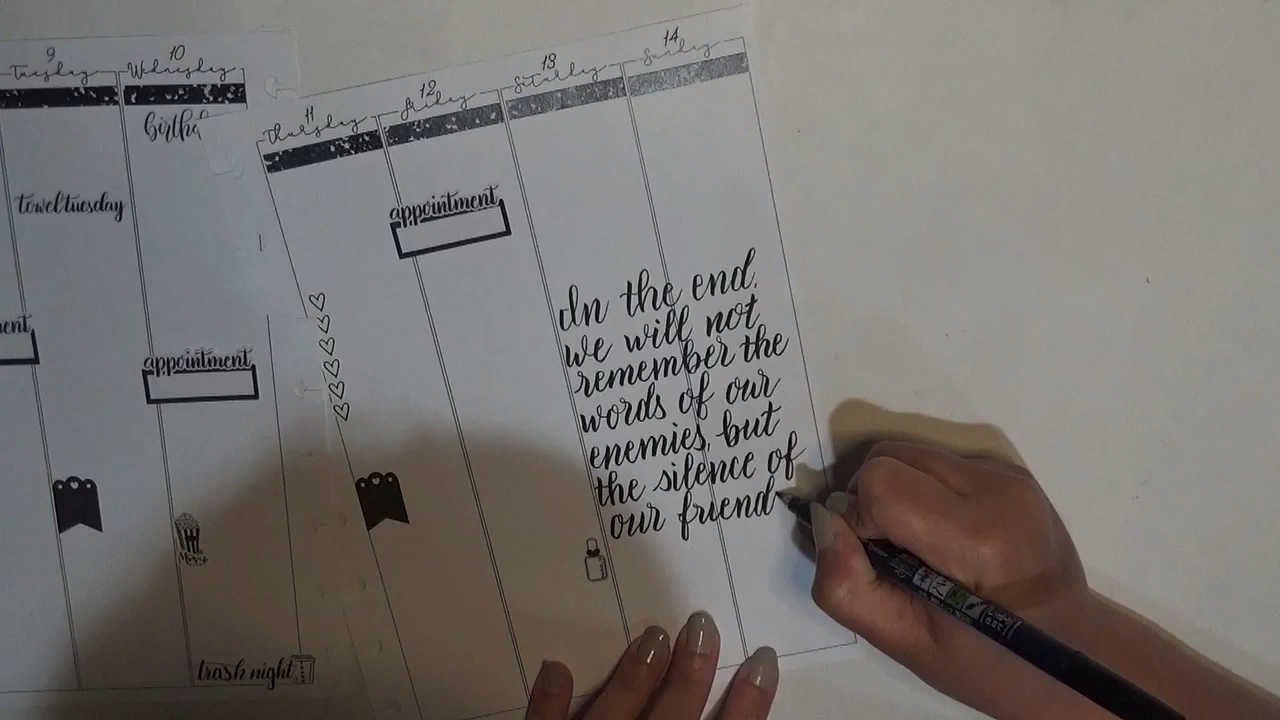 9
Tuesday
10
Wednesday
11
Thursday
12
Friday
13
Saturday
14
Sunday
towel tuesday
appointment
trash night
appointment
In the end,
we will not
remember the
words of our
enemies, but
the silence of
our friend